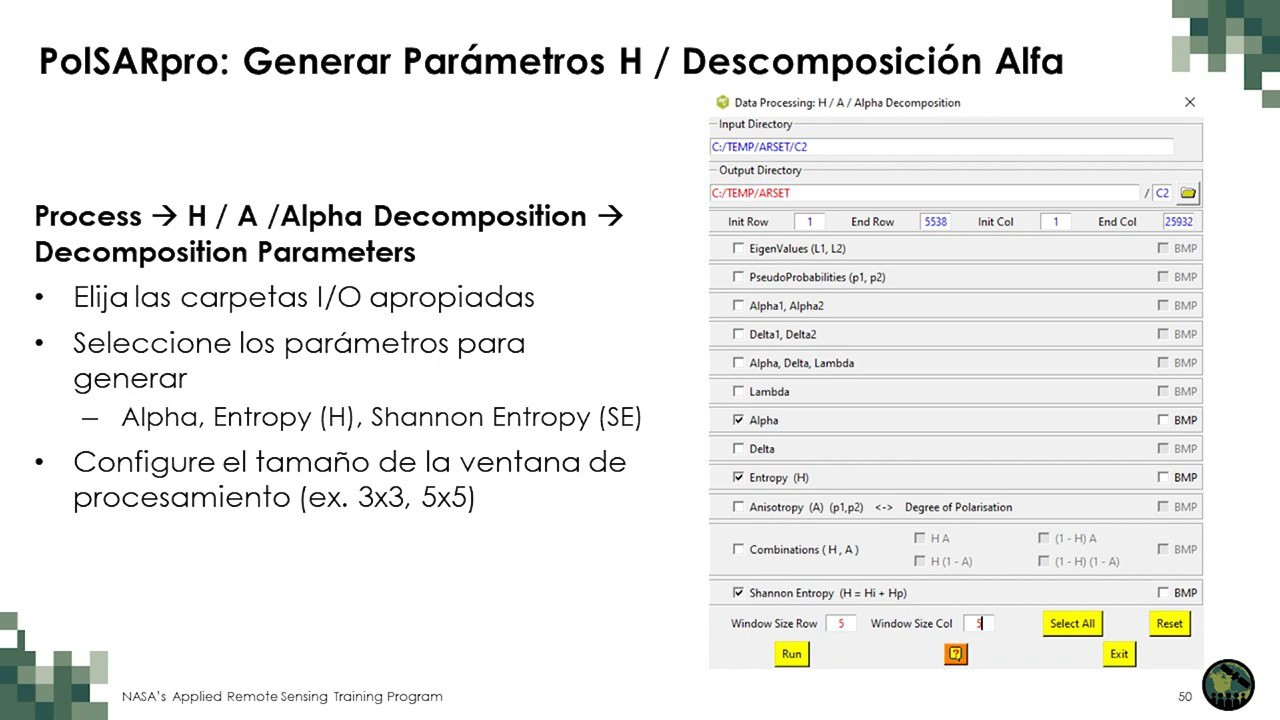 PolSARpro: Generar Parámetros H / Descomposición Alfa
Process → H / A /Alpha Decomposition →
Decomposition Parameters
• Elija las carpetas I/O apropiadas
• Seleccione los parámetros para
generar
– Alpha, Entropy (H), Shannon Entropy (SE)
• Configure el tamaño de la ventana de
procesamiento (ex. 3x3, 5x5)
Data Processing: H / A / Alpha Decomposition
Input Directory
C:/TEMP/ARSET/C2
Output Directory
C:/TEMP/ARSET / C2
Init Row 1 End Row 5538 Init Col 1 End Col 25932
EigenValues (L1, L2) BMP
PseudoProbabilities (p1, p2) BMP
Alpha1, Alpha2 BMP
Delta1, Delta2 BMP
Alpha, Delta, Lambda BMP
Lambda BMP
Alpha BMP
Delta BMP
Entropy (H) BMP
Anisotropy (A) (p1,p2) <-> Degree of Polarisation BMP
H A (1 - H) A
Combinations ( H , A ) BMP
H (1 - A) (1 - H) (1 - A)
Shannon Entropy (H = Hi + Hp) BMP
Window Size Row 5 Window Size Col 5 Select All Reset
Run Exit
NASA's Applied Remote Sensing Training Program 50